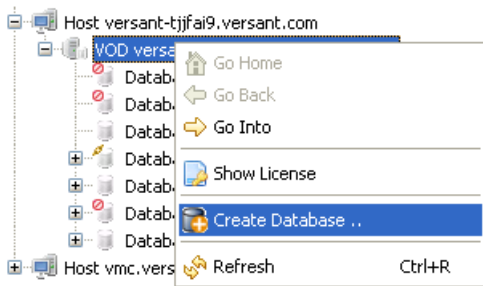 Host versant-tjjfai9.versant.com
VOD versa
Datab
Datab
Datab
Datab
Datab
Datab
Datab
Host vmc.vers
Go Home
Go Back
Go Into
Show License
Create Database ..
Refresh Ctrl+R